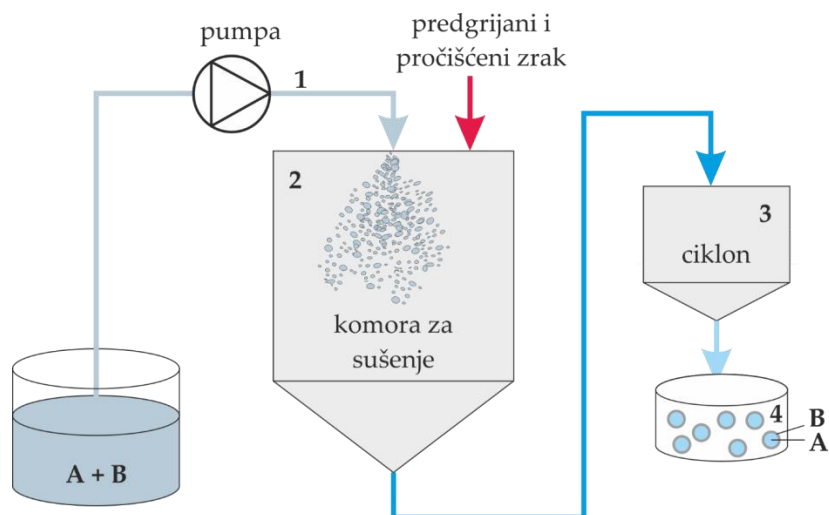 pumpa
1
predgrijani i
pročišćeni zrak
2
komora za
sušenje
3
ciklon
A + B
4
B
A